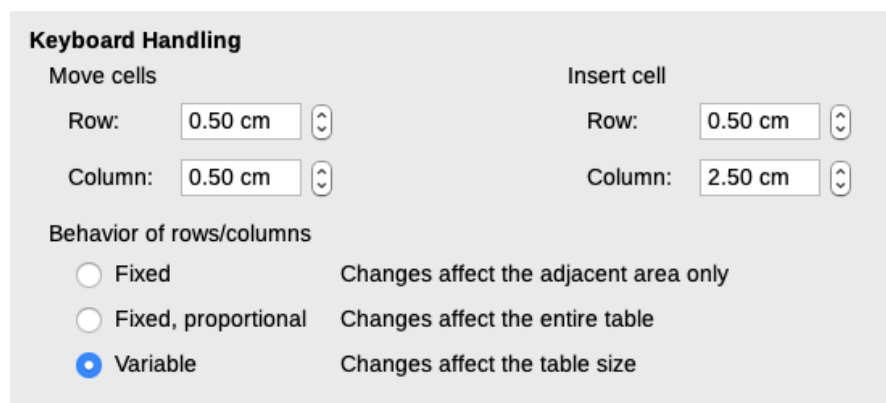 Keyboard Handling
Move cells Insert cell
Row: 0.50 cm Row: 0.50 cm
Column: 0.50 cm Column: 2.50 cm
Behavior of rows/columns
Fixed Changes affect the adjacent area only
Fixed, proportional Changes affect the entire table
Variable Changes affect the table size